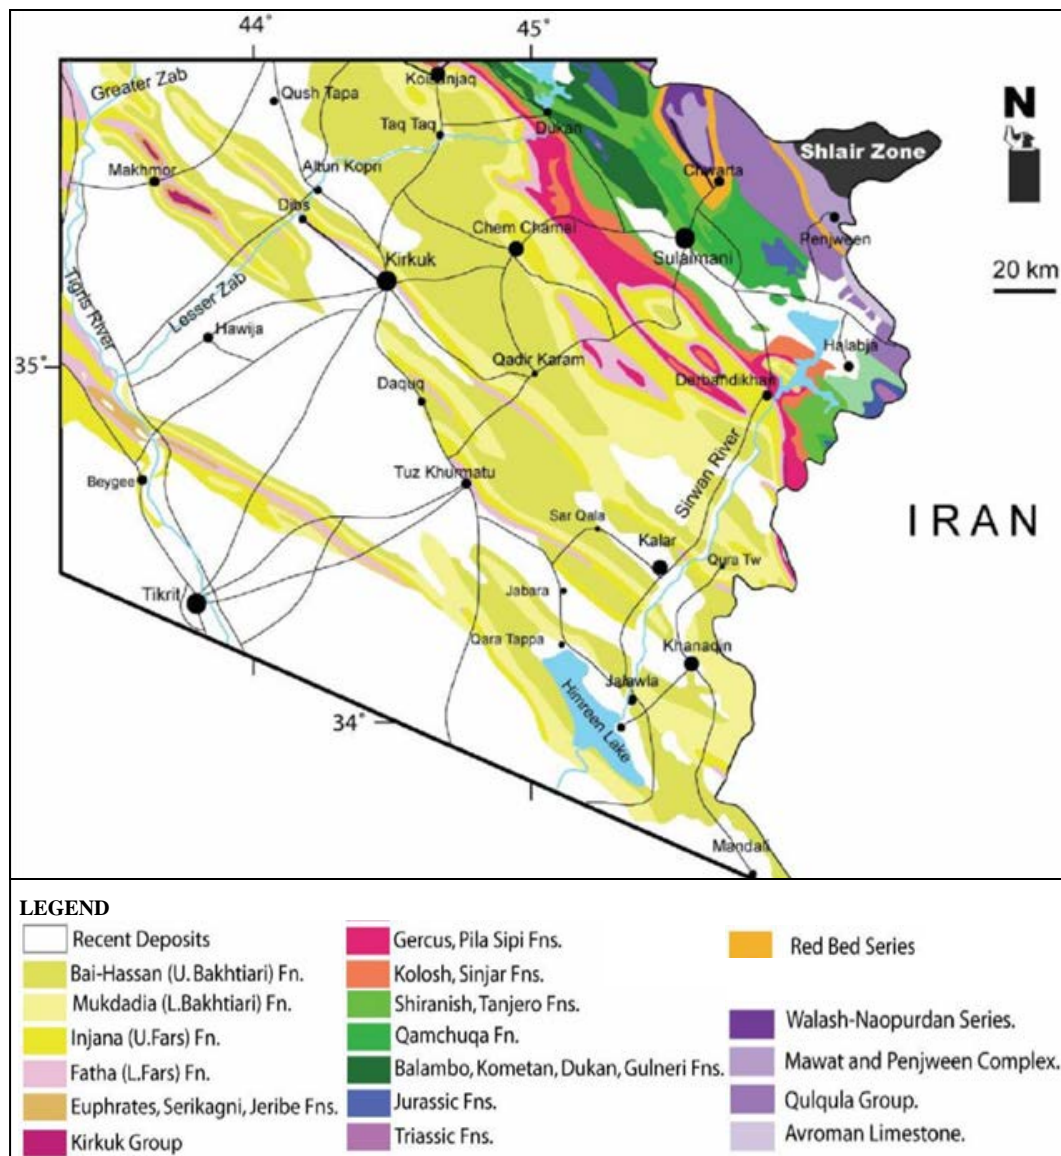 44°
45°
Greater Zab
Koisanjaq
Qush Tapa
N
Taq Taq
Dukan
Shlair Zone
Altun Kopri
Makhmor
Chwarta
Dibs
Chem Chamal
Penjween
Kirkuk
Sulaimani
20 km
Tigris River
Lesser Zab
Hawija
35°
Qadir Karam
Halabja
Daquq
Derbandikhan
Beygee
Tuz Khurmatu
Sirwan River
IRAN
Sar Qala
Kalar
Qura Tw
Tikrit
Jabara
Qara Tappa
Khanaqin
Jalawla
Himreen Lake
34°
Mandali
LEGEND
Recent Deposits
Bai-Hassan (U. Bakhtiari) Fn.
Mukdadia (L.Bakhtiari) Fn.
Injana (U.Fars) Fn.
Fatha (L.Fars) Fn.
Euphrates, Serikagni, Jeribe Fns.
Kirkuk Group
Gercus, Pila Sipi Fns.
Kolosh, Sinjar Fns.
Shiranish, Tanjero Fns.
Qamchuqa Fn.
Balambo, Kometan, Dukan, Gulneri Fns.
Jurassic Fns.
Triassic Fns.
Red Bed Series
Walash-Naopurdan Series.
Mawat and Penjween Complex.
Qulqula Group.
Avroman Limestone.